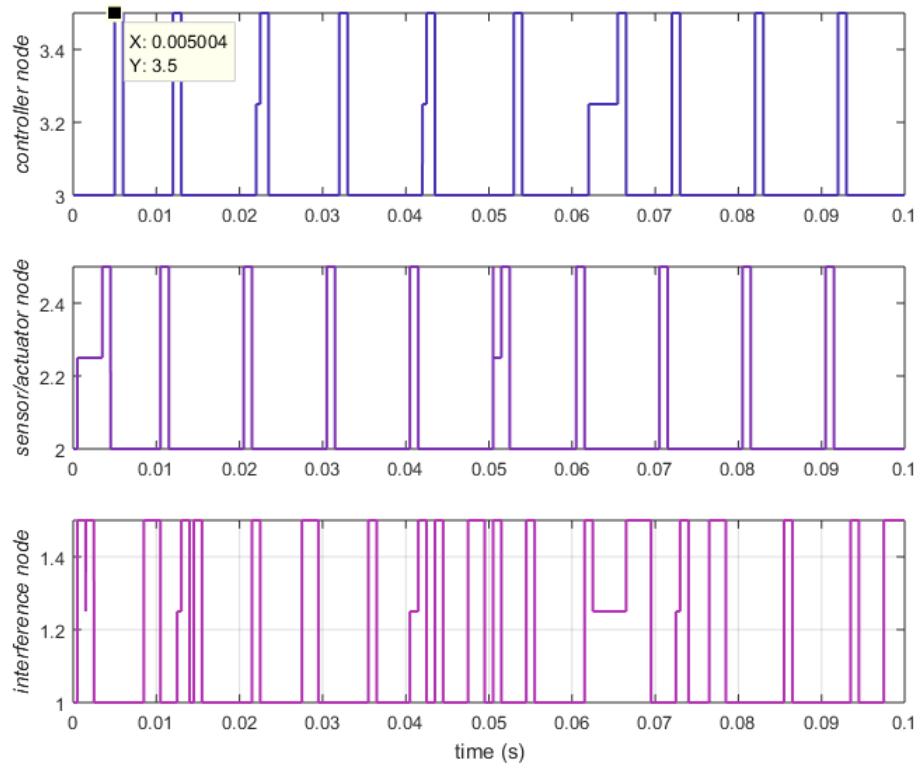 controller node
3.4
3.2
3
X: 0.005004
Y: 3.5
0 0.01 0.02 0.03 0.04 0.05 0.06 0.07 0.08 0.09 0.1
sensor/actuator node
2.4
2.2
2
0 0.01 0.02 0.03 0.04 0.05 0.06 0.07 0.08 0.09 0.1
interference node
1.4
1.2
1
0 0.01 0.02 0.03 0.04 0.05 0.06 0.07 0.08 0.09 0.1
time (s)